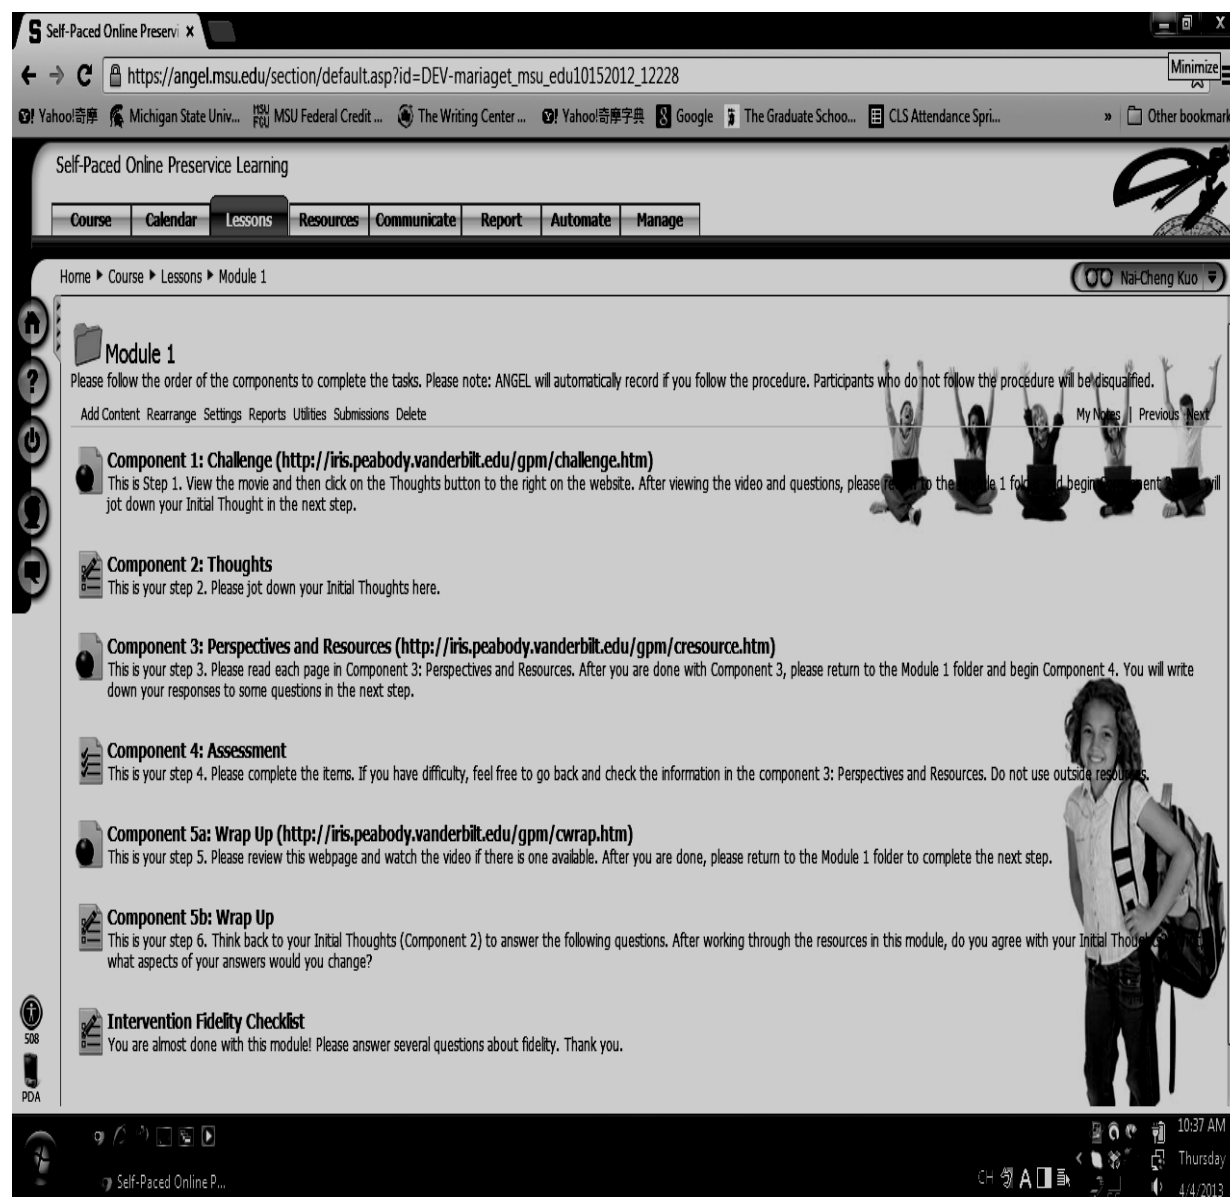 Self-Paced Online Preservi
Minimize
https://angel.msu.edu/section/default.asp?id=DEV-mariaget_msu_edu10152012_12228
Yahoo!奇摩 Michigan State Univ... MSU FCU MSU Federal Credit ... The Writing Center ... Yahoo!奇摩字典 Google The Graduate Schoo... CLS Attendance Spri... » Other bookmark
Self-Paced Online Preservice Learning
Course Calendar Lessons Resources Communicate Report Automate Manage
Home Course Lessons Module 1 Nai-Cheng Kuo
Module 1
Please follow the order of the components to complete the tasks. Please note: ANGEL will automatically record if you follow the procedure. Participants who do not follow the procedure will be disqualified.
Add Content Rearrange Settings Reports Utilities Submissions Delete My Notes | Previous Next
Component 1: Challenge (http://iris.peabody.vanderbilt.edu/gpm/challenge.htm)
This is Step 1. View the movie and then click on the Thoughts button to the right on the website. After viewing the video and questions, please return to the Module 1 folder and begin Component will
jot down your Initial Thought in the next step.
Component 2: Thoughts
This is your step 2. Please jot down your Initial Thoughts here.
Component 3: Perspectives and Resources (http://iris.peabody.vanderbilt.edu/gpm/cresource.htm)
This is your step 3. Please read each page in Component 3: Perspectives and Resources. After you are done with Component 3, please return to the Module 1 folder and begin Component 4. You will write
down your responses to some questions in the next step.
Component 4: Assessment
This is your step 4. Please complete the items. If you have difficulty, feel free to go back and check the information in the component 3: Perspectives and Resources. Do not use outside resources.
Component 5a: Wrap Up (http://iris.peabody.vanderbilt.edu/gpm/cwrap.htm)
This is your step 5. Please review this webpage and watch the video if there is one available. After you are done, please return to the Module 1 folder to complete the next step.
Component 5b: Wrap Up
This is your step 6. Think back to your Initial Thoughts (Component 2) to answer the following questions. After working through the resources in this module, do you agree with your Initial
what aspects of your answers would you change?
Intervention Fidelity Checklist
You are almost done with this module! Please answer several questions about fidelity. Thank you.
508
PDA
Self-Paced Online P...
CH A
10:37 AM
Thursday
4/4/2013